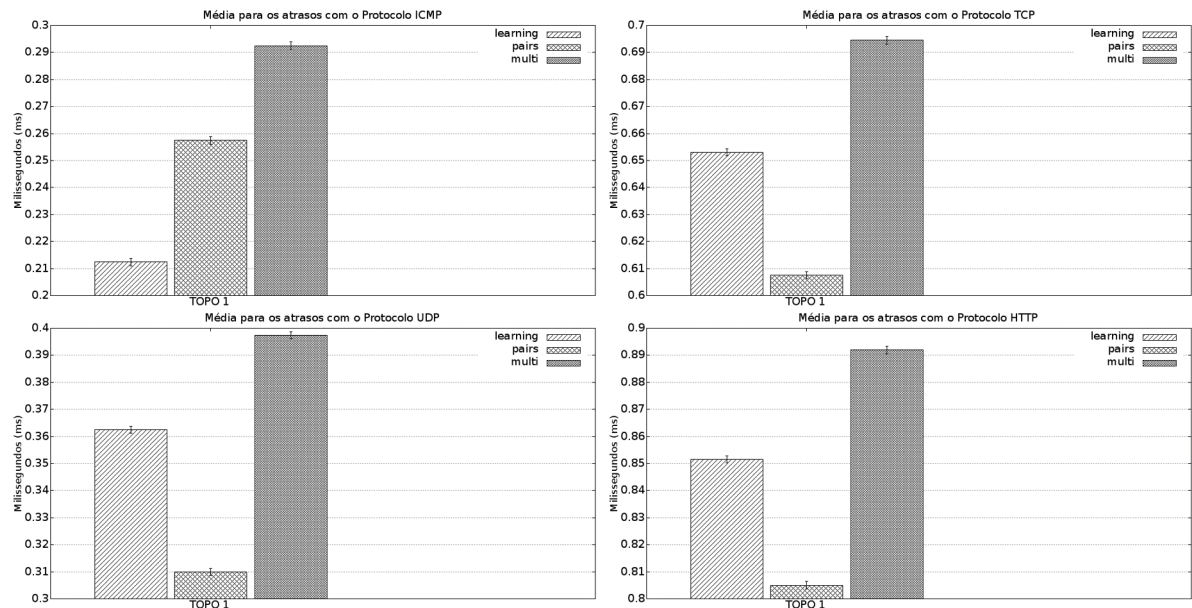 Média para os atrasos com o Protocolo ICMP
0.3
0.29
0.28
0.27
0.26
0.25
0.24
0.23
0.22
0.21
0.2
Milissegundos (ms)
learning
pairs
multi
TOPO 1
Média para os atrasos com o Protocolo TCP
0.7
0.69
0.68
0.67
0.66
0.65
0.64
0.63
0.62
0.61
0.6
Milissegundos (ms)
learning
pairs
multi
TOPO 1
Média para os atrasos com o Protocolo UDP
0.4
0.39
0.38
0.37
0.36
0.35
0.34
0.33
0.32
0.31
0.3
Milissegundos (ms)
learning
pairs
multi
TOPO 1
Média para os atrasos com o Protocolo HTTP
0.9
0.89
0.88
0.87
0.86
0.85
0.84
0.83
0.82
0.81
0.8
Milissegundos (ms)
learning
pairs
multi
TOPO 1